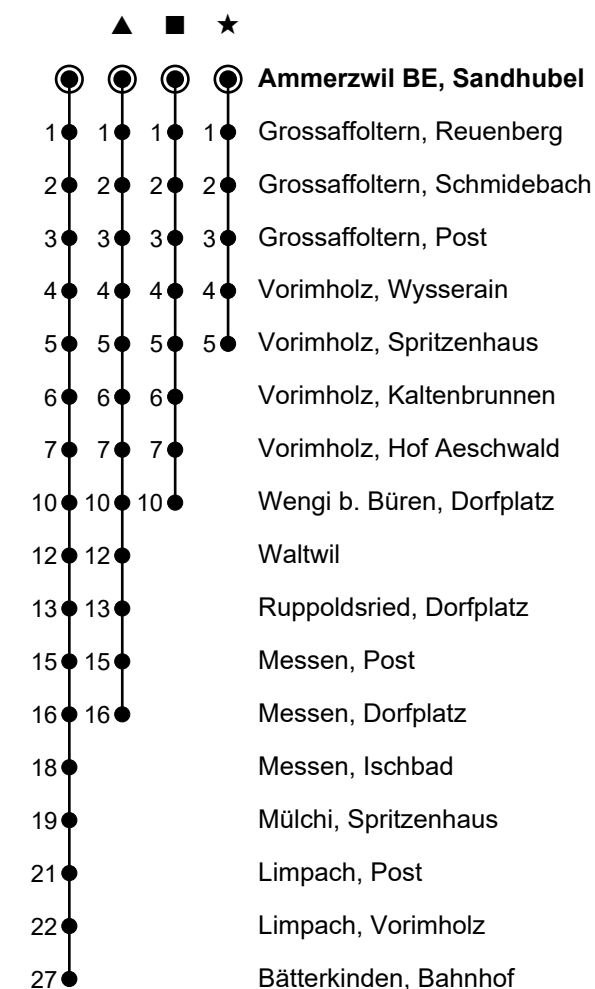 ▲ ■ ★
Ammerzwil BE, Sandhubel
1 1 1 1 Grossaffoltern, Reuenberg
2 2 2 2 Grossaffoltern, Schmidebach
3 3 3 3 Grossaffoltern, Post
4 4 4 4 Vorimholz, Wysserain
5 5 5 5 Vorimholz, Spritzenhaus
6 6 6 Vorimholz, Kaltenbrunnen
7 7 7 Vorimholz, Hof Aeschwald
10 10 10 Wengi b. Büren, Dorfplatz
12 12 Waltwil
13 13 Ruppoldsried, Dorfplatz
15 15 Messen, Post
16 16 Messen, Dorfplatz
18 Messen, Ischbad
19 Mülchi, Spritzenhaus
21 Limpach, Post
22 Limpach, Vorimholz
27 Bätterkinden, Bahnhof